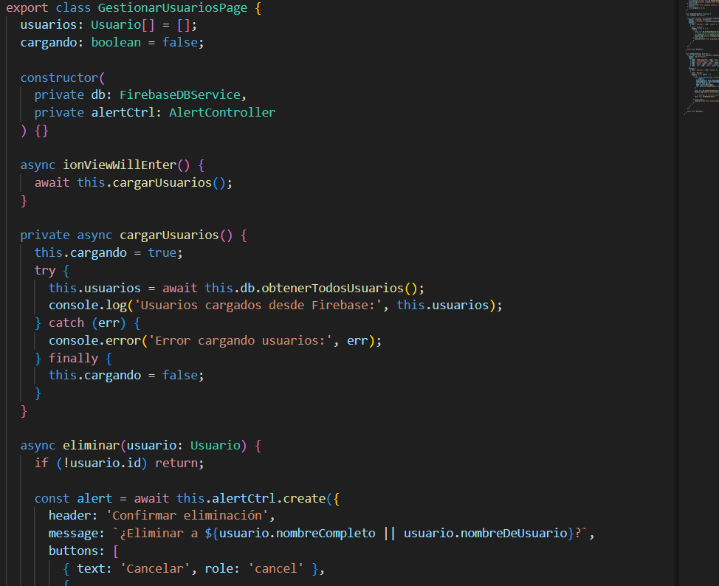 export class GestionarUsuariosPage {
usuarios: Usuario[] = [];
cargando: boolean = false;
constructor(
private db: FirebaseDBService,
private alertCtrl: AlertController
) {}
async ionViewWillEnter() {
await this.cargarUsuarios();
}
private async cargarUsuarios() {
this.cargando = true;
try {
this.usuarios = await this.db.obtenerTodosUsuarios();
console.log('Usuarios cargados desde Firebase:', this.usuarios);
} catch (err) {
console.error('Error cargando usuarios:', err);
} finally {
this.cargando = false;
}
}
async eliminar(usuario: Usuario) {
if (!usuario.id) return;
const alert = await this.alertCtrl.create({
header: 'Confirmar eliminación',
message: `¿Eliminar a ${usuario.nombreCompleto || usuario.nombreDeUsuario}?`,
buttons: [
{ text: 'Cancelar', role: 'cancel' },
{